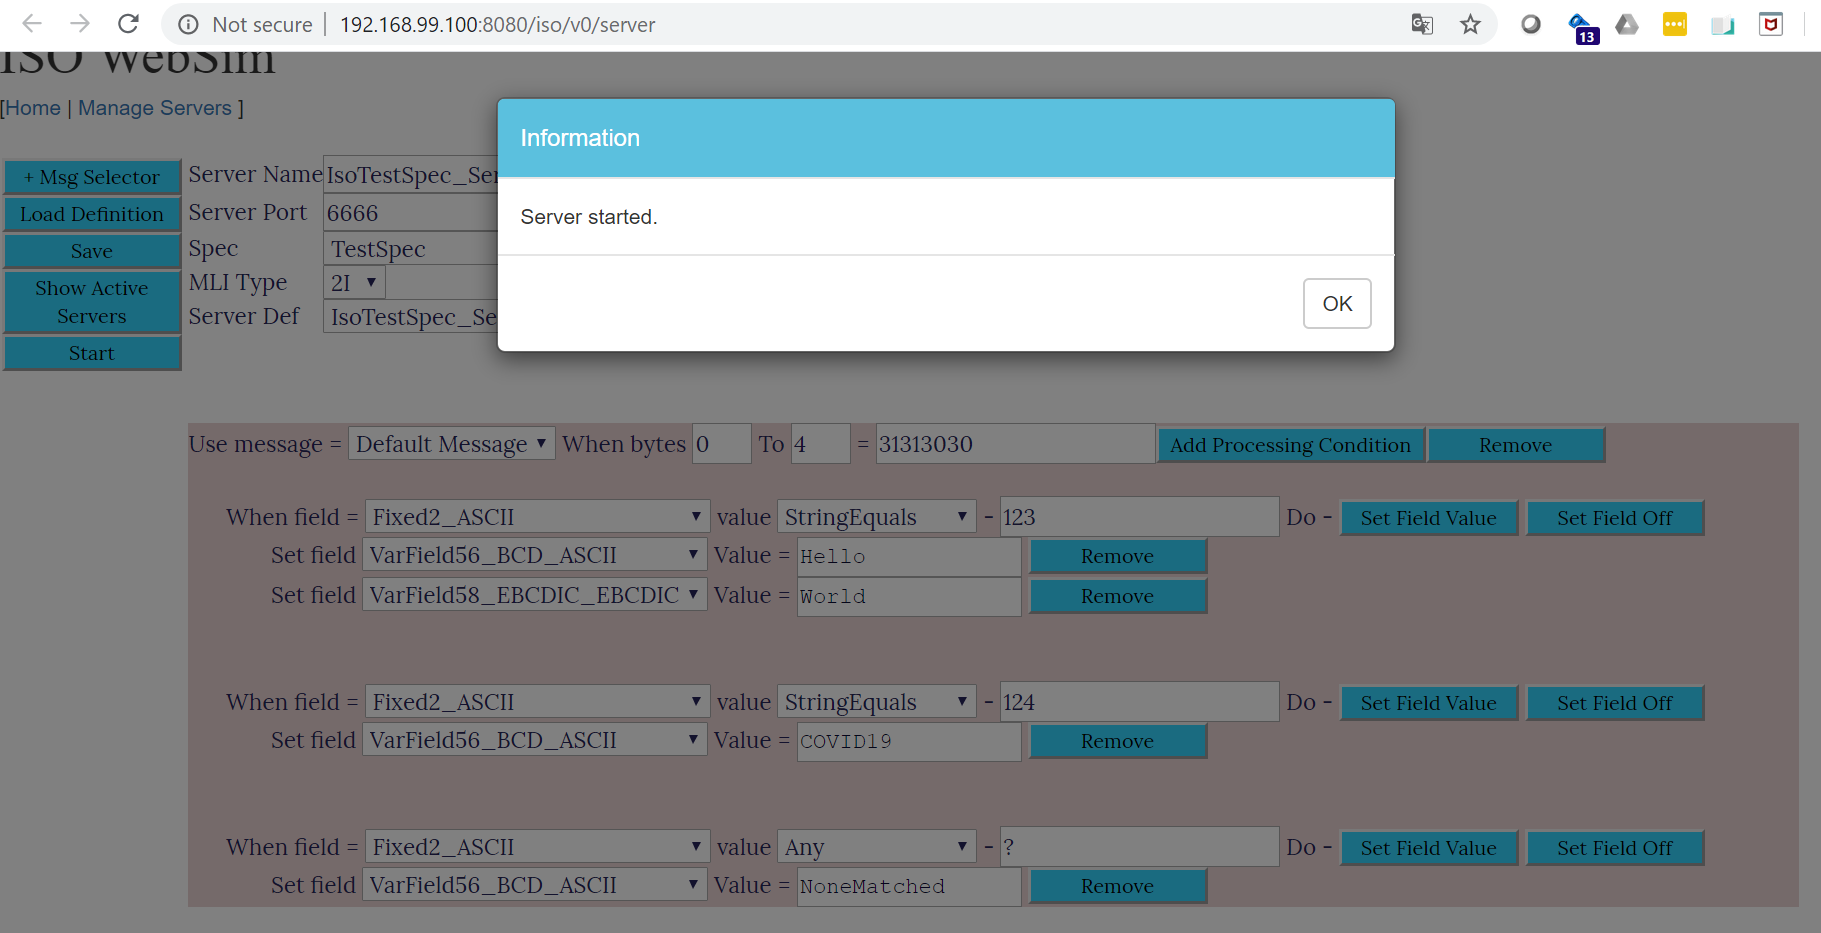 Not secure | 192.168.99.100:8080/iso/v0/server
13
ISO WebSim
[Home | Manage Servers ]
Information
Server started.
OK
+ Msg Selector
Load Definition
Save
Show Active
Servers
Start
Server Name IsoTestSpec_Ser
Server Port 6666
Spec TestSpec
MLI Type 2I
Server Def IsoTestSpec_Se
Use message = Default Message When bytes 0 To 4 = 31313030 Add Processing Condition Remove
When field = Fixed2_ASCII value StringEquals - 123 Do - Set Field Value Set Field Off
Set field VarField56_BCD_ASCII Value = Hello Remove
Set field VarField58_EBCDIC_EBCDIC Value = World Remove
When field = Fixed2_ASCII value StringEquals - 124 Do - Set Field Value Set Field Off
Set field VarField56_BCD_ASCII Value = COVID19 Remove
When field = Fixed2_ASCII value Any - ? Do - Set Field Value Set Field Off
Set field VarField56_BCD_ASCII Value = NoneMatched Remove